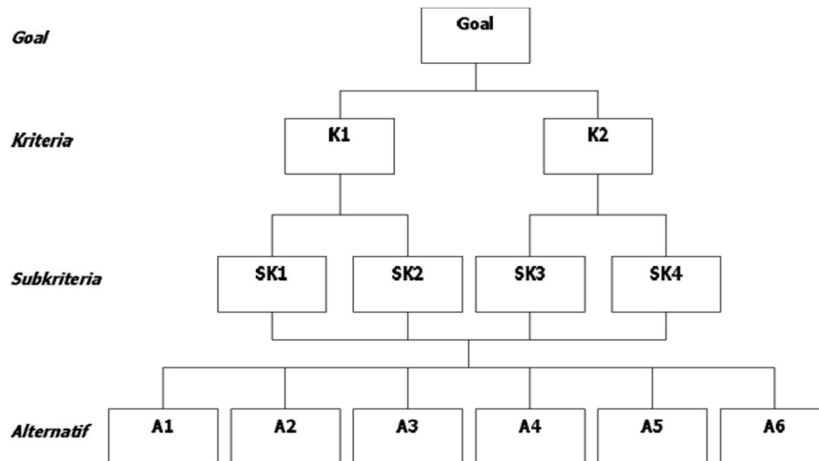 Goal
Goal
Kriteria
K1
K2
Subkriteria
SK1
SK2
SK3
SK4
Alternatif
A1
A2
A3
A4
A5
A6